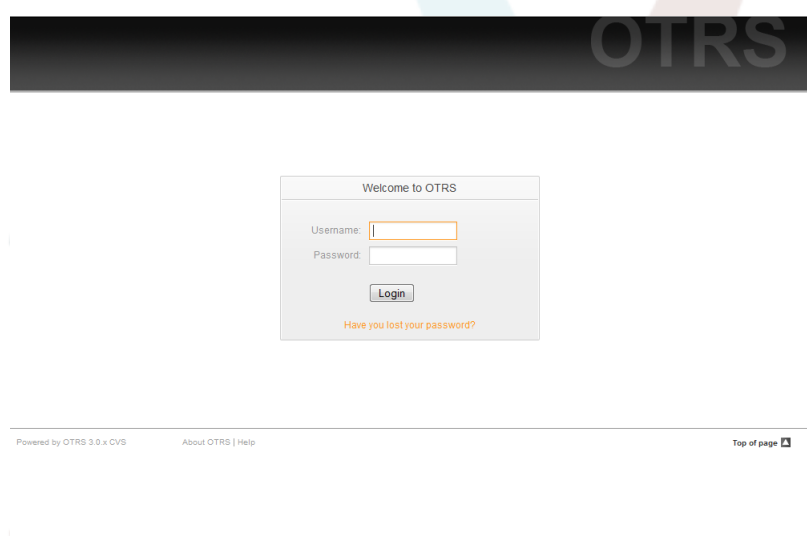 OTRS
Welcome to OTRS
Username:
Password:
Login
Have you lost your password?
Powered by OTRS 3.0.x CVS
About OTRS | Help
Top of page